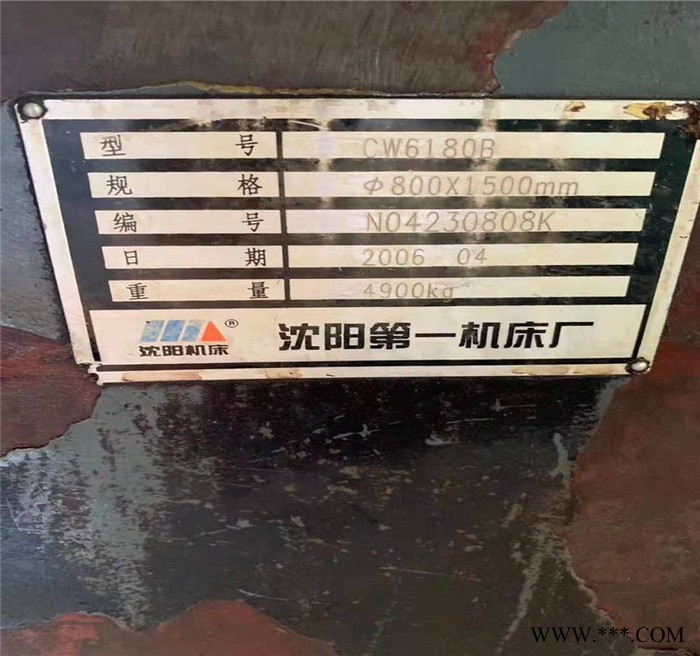 型号 CW6180B
规格 Φ800X1500mm
编号 N04230808K
日期 2006 04
重量 4900kg
沈阳机床® 沈阳第一机床厂
WWW.***.COM